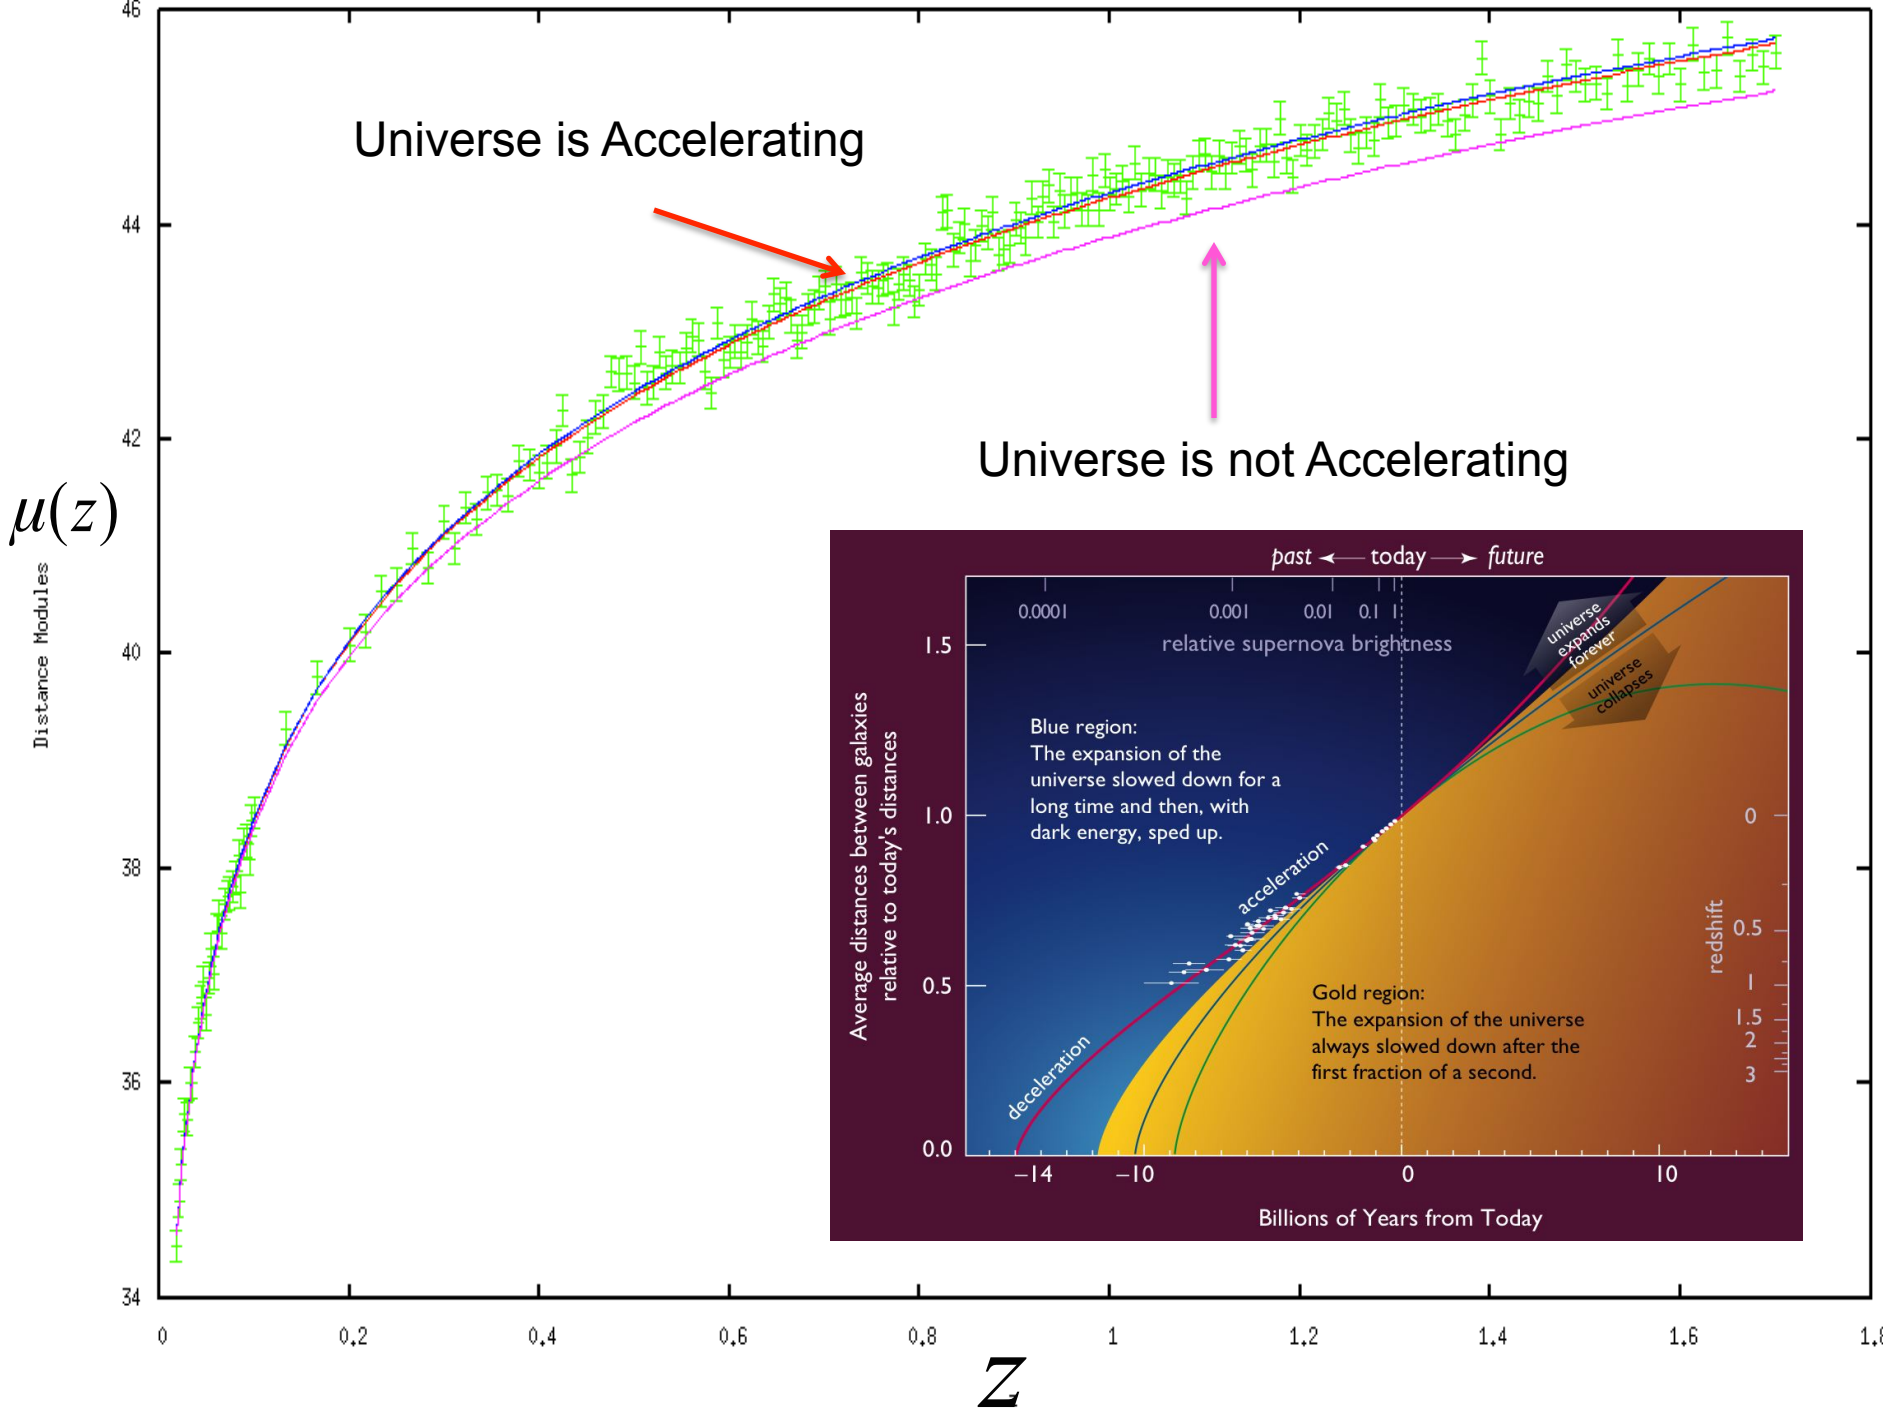 46
Universe is Accelerating
44
42
Universe is not Accelerating
μ(z)
Distance Modules
40
38
36
34
0
0.2
0.4
0.6
0.8
1
1.2
1.4
1.6
1.8
z
past today future
0.0001
0.001
0.01
0.1
1
relative supernova brightness
universe
expands
forever
universe
collapses
1.5
1.0
0.5
0.0
Average distances between galaxies
relative to today's distances
Blue region:
The expansion of the
universe slowed down for a
long time and then, with
dark energy, sped up.
acceleration
deceleration
Gold region:
The expansion of the universe
always slowed down after the
first fraction of a second.
redshift
0
0.5
1
1.5
2
3
–14
–10
0
10
Billions of Years from Today